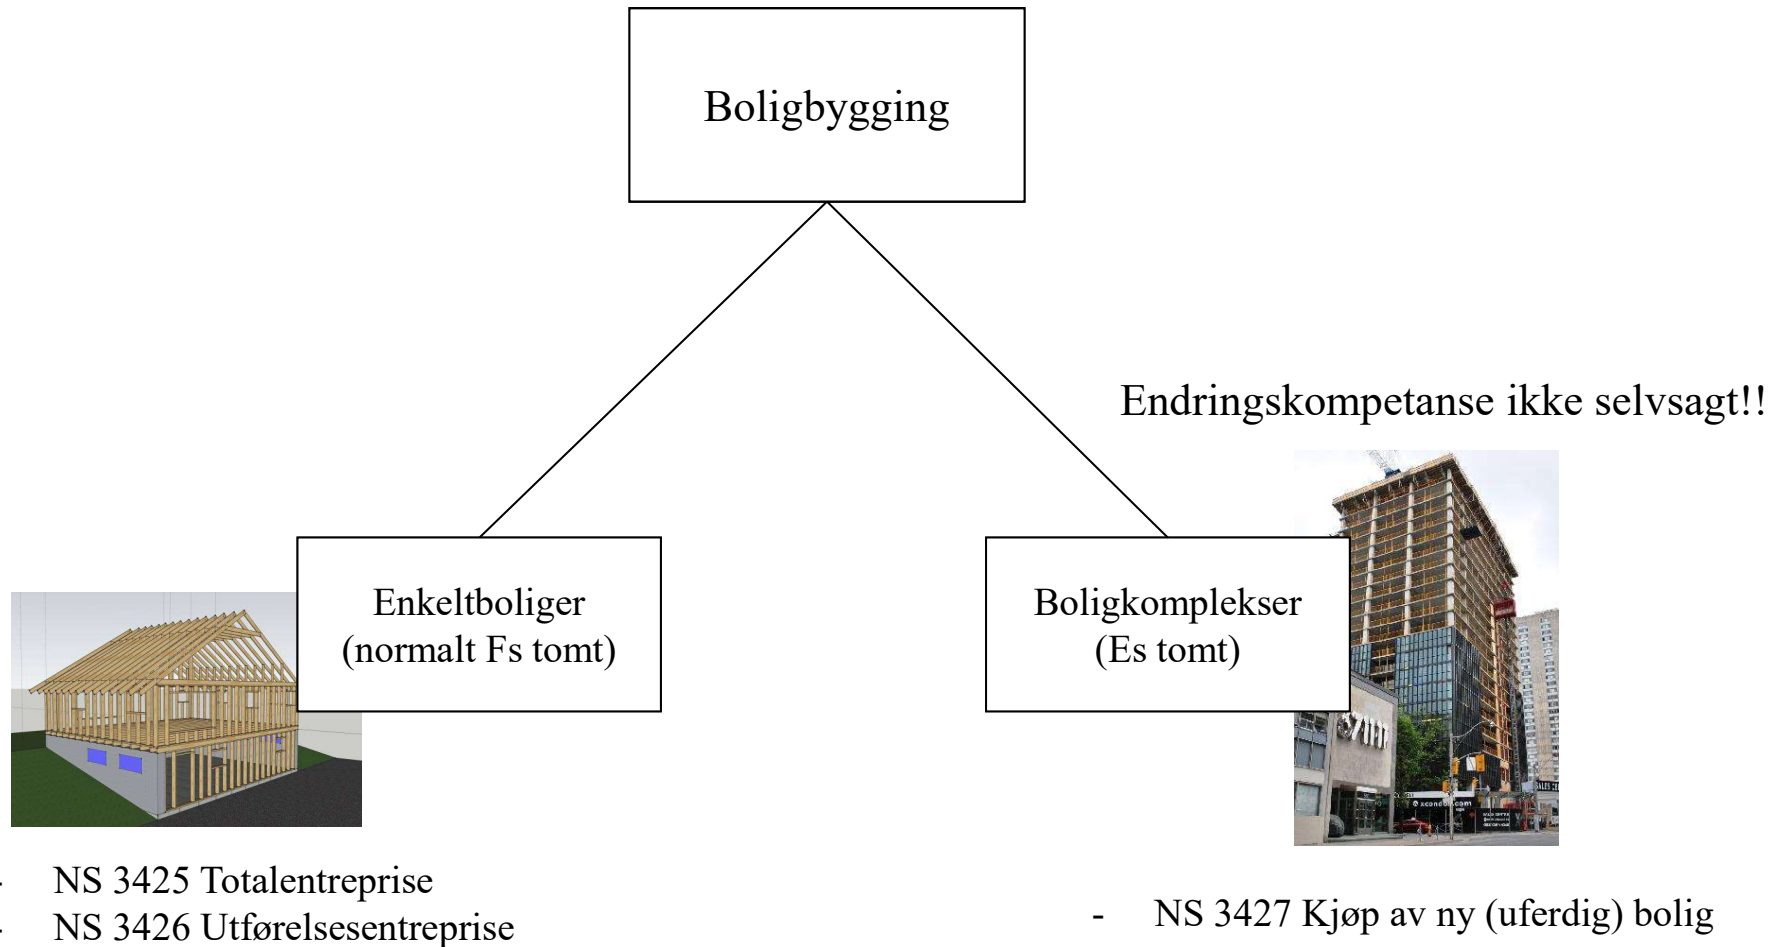 Boligbygging
Endringskompetanse ikke selvsagt!!
Enkeltboliger
(normalt Fs tomt)
Boligkomplekser
(Es tomt)
- NS 3425 Totalentreprise
- NS 3426 Utførelsesentreprise
- NS 3427 Kjøp av ny (uferdig) bolig